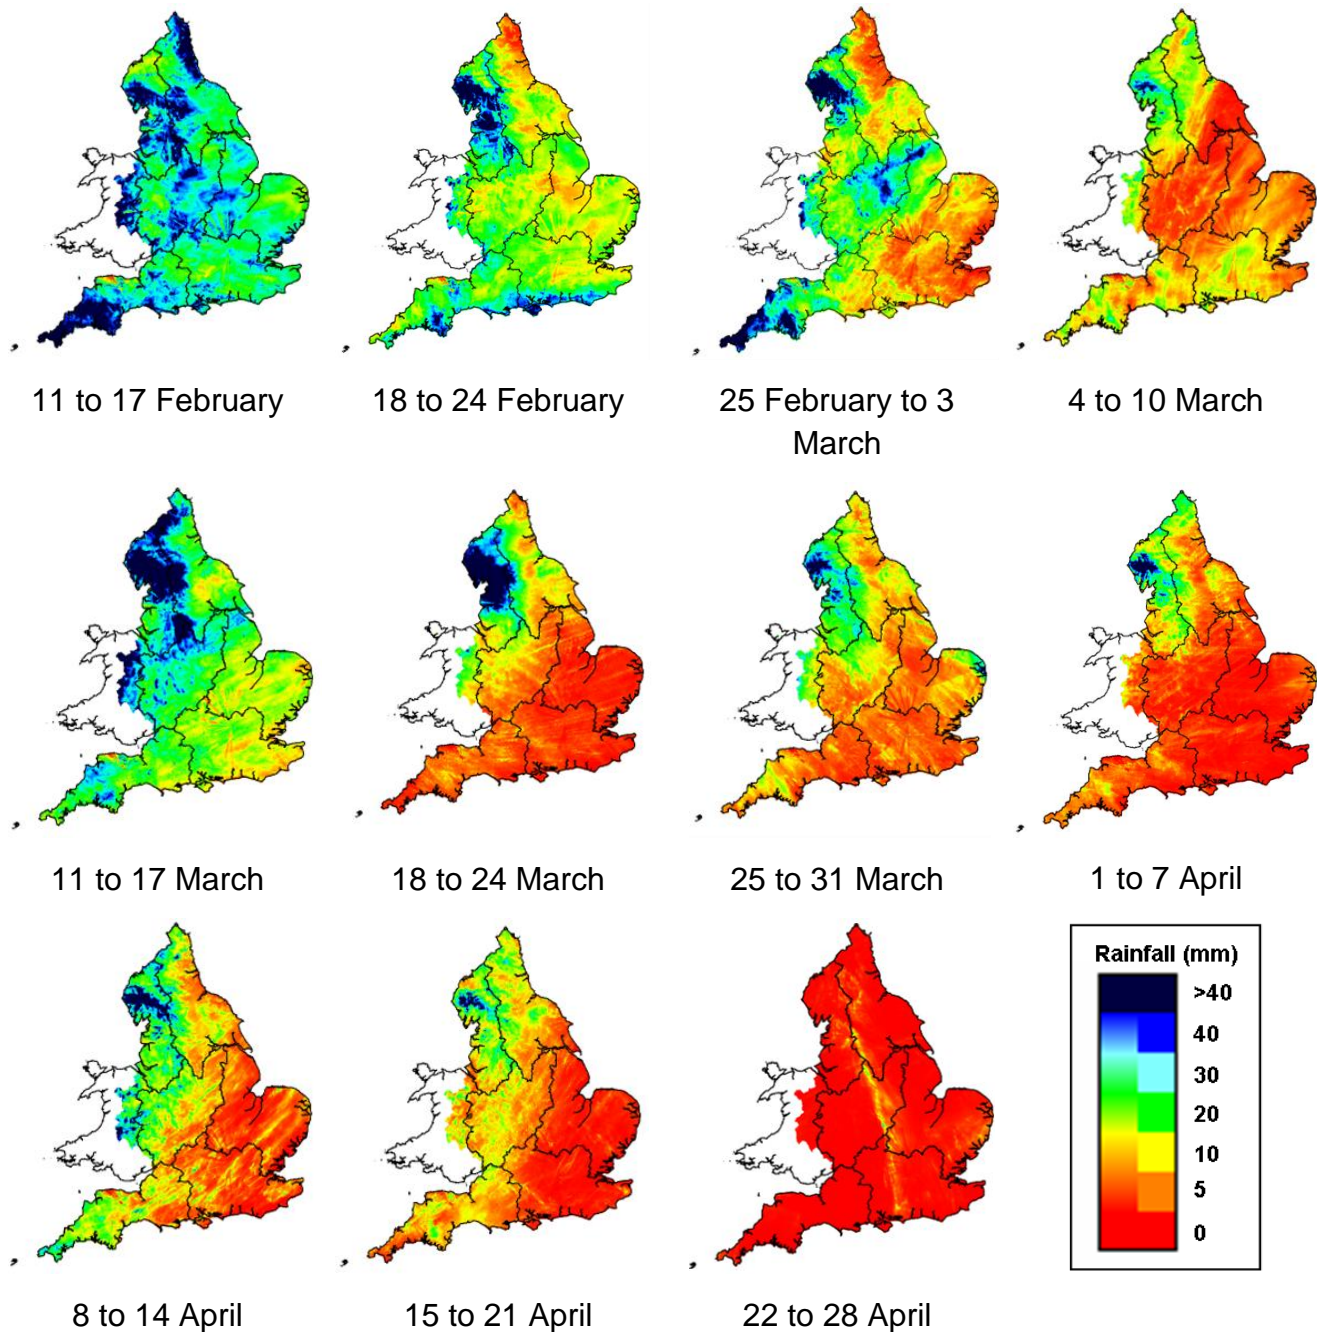 11 to 17 February
18 to 24 February
25 February to 3
March
4 to 10 March
11 to 17 March
18 to 24 March
25 to 31 March
1 to 7 April
8 to 14 April
15 to 21 April
22 to 28 April
Rainfall (mm)
>40
40
30
20
10
5
0